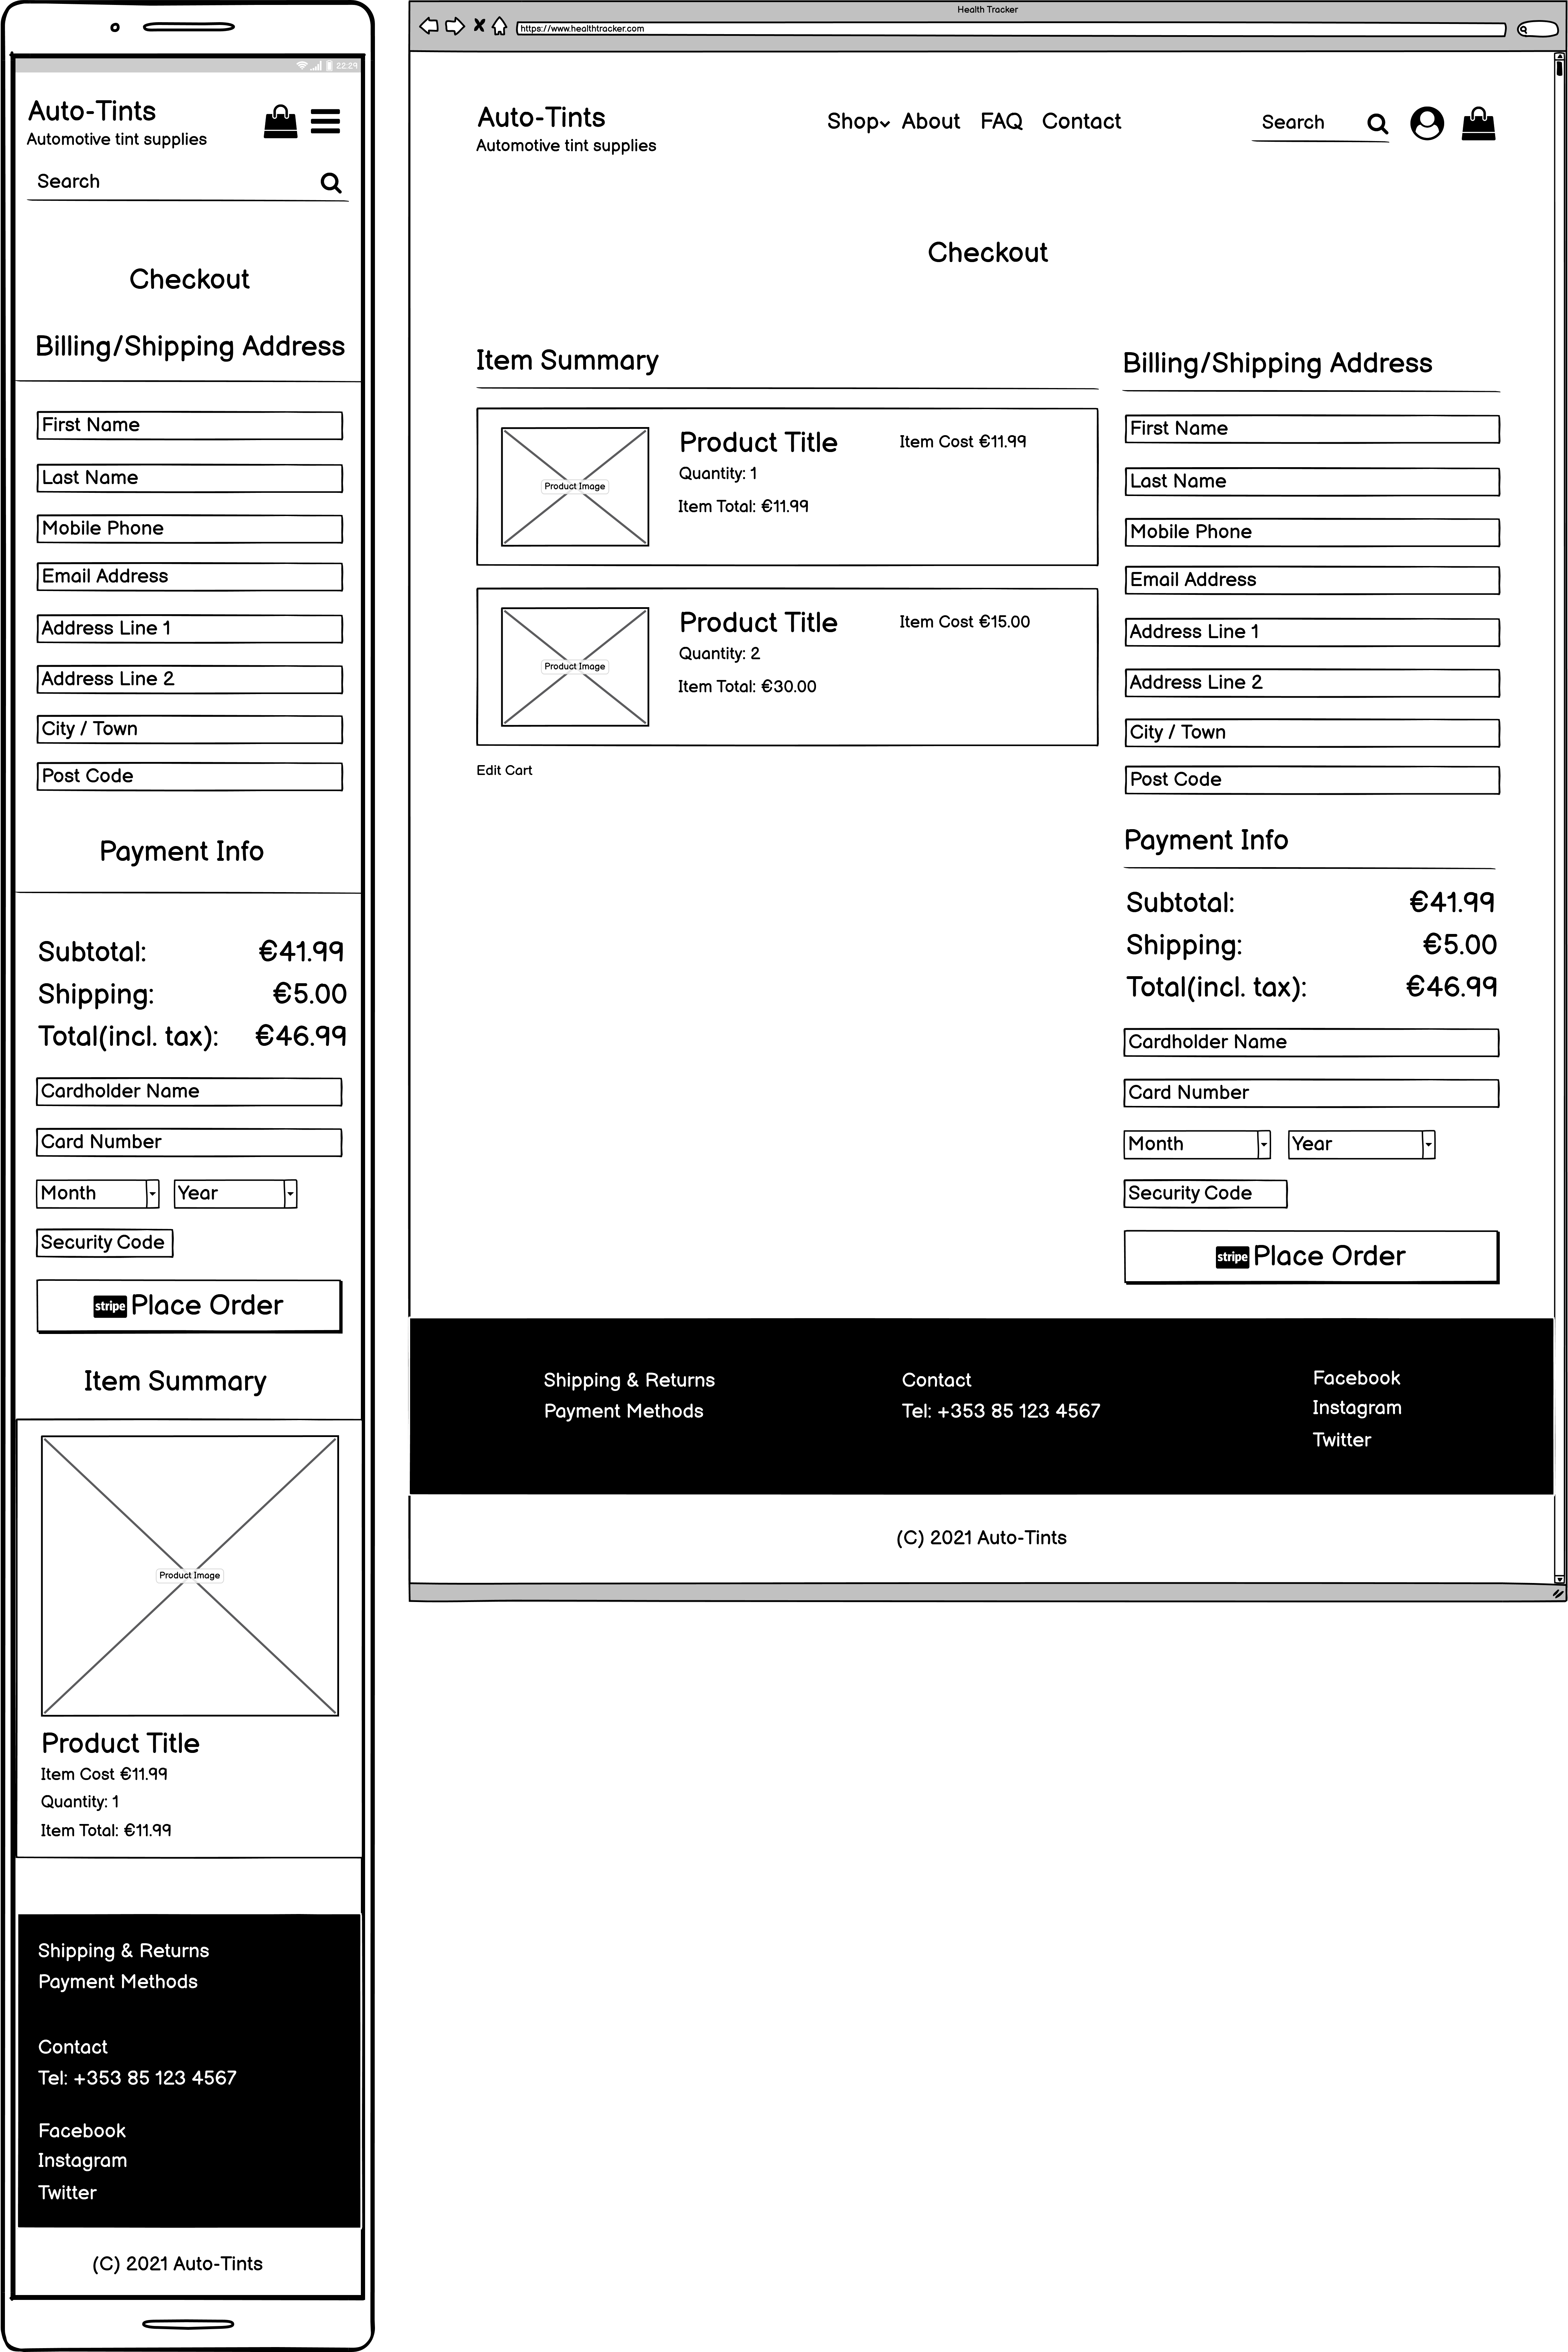 22:29
Auto-Tints
Automotive tint supplies
Search
Checkout
Billing/Shipping Address
First Name
Last Name
Mobile Phone
Email Address
Address Line 1
Address Line 2
City / Town
Post Code
Payment Info
Subtotal: €41.99
Shipping: €5.00
Total(incl. tax): €46.99
Cardholder Name
Card Number
Month Year
Security Code
stripe Place Order
Item Summary
Product Image
Product Title
Item Cost €11.99
Quantity: 1
Item Total: €11.99
Shipping & Returns
Payment Methods
Contact
Tel: +353 85 123 4567
Facebook
Instagram
Twitter
(C) 2021 Auto-Tints
Health Tracker
https://www.healthtracker.com
Auto-Tints
Automotive tint supplies
Shop About FAQ Contact
Search
Checkout
Item Summary
Product Image
Product Title Item Cost €11.99
Quantity: 1
Item Total: €11.99
Product Image
Product Title Item Cost €15.00
Quantity: 2
Item Total: €30.00
Edit Cart
Billing/Shipping Address
First Name
Last Name
Mobile Phone
Email Address
Address Line 1
Address Line 2
City / Town
Post Code
Payment Info
Subtotal: €41.99
Shipping: €5.00
Total(incl. tax): €46.99
Cardholder Name
Card Number
Month Year
Security Code
stripe Place Order
Shipping & Returns
Payment Methods
Contact
Tel: +353 85 123 4567
Facebook
Instagram
Twitter
(C) 2021 Auto-Tints